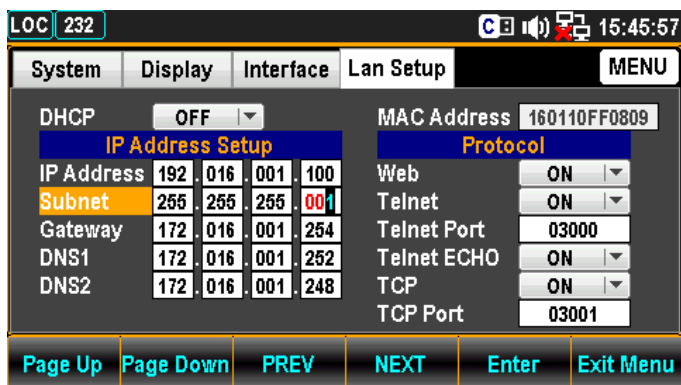 LOC 232 C 15:45:57
System Display Interface Lan Setup MENU
DHCP OFF MAC Address 160110FF0809
IP Address Setup Protocol
IP Address 192 . 016 . 001 . 100 Web ON
Subnet 255 . 255 . 255 . 001 Telnet ON
Gateway 172 . 016 . 001 . 254 Telnet Port 03000
DNS1 172 . 016 . 001 . 252 Telnet ECHO ON
DNS2 172 . 016 . 001 . 248 TCP ON
TCP Port 03001
Page Up Page Down PREV NEXT Enter Exit Menu